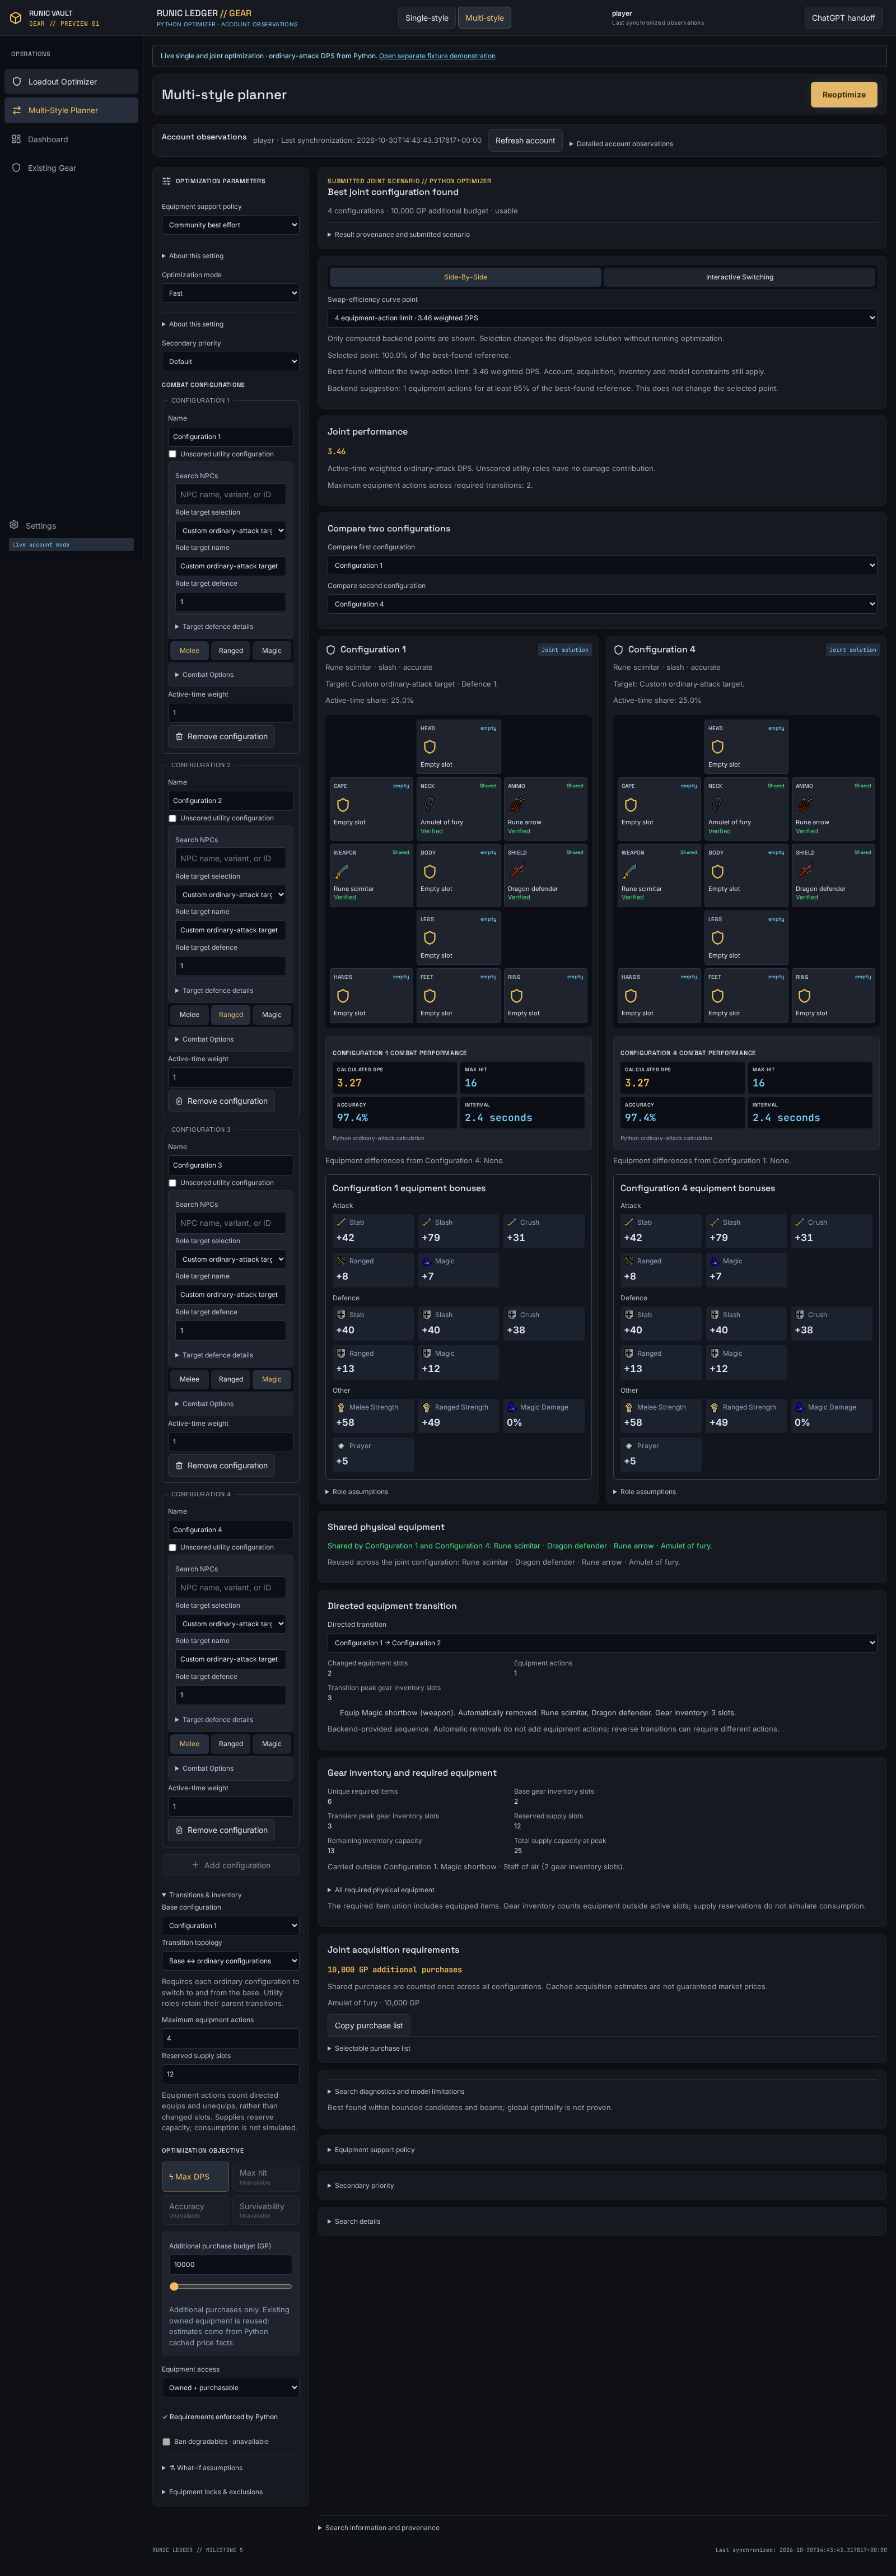 RUNIC VAULT
GEAR // PREVIEW 01
RUNIC LEDGER // GEAR
PYTHON OPTIMIZER · ACCOUNT OBSERVATIONS
Single-style
Multi-style
player
Last synchronized observations
ChatGPT handoff
OPERATIONS
Loadout Optimizer
Multi-Style Planner
Dashboard
Existing Gear
Settings
Live account mode
Live single and joint optimization · ordinary-attack DPS from Python. Open separate fixture demonstration
Multi-style planner
Reoptimize
Account observations
player · Last synchronization: 2026-10-30T14:43:43.317817+00:00
Refresh account
Detailed account observations
OPTIMIZATION PARAMETERS
Equipment support policy
Community best effort
About this setting
Optimization mode
Fast
About this setting
Secondary priority
Default
COMBAT CONFIGURATIONS
CONFIGURATION 1
Name
Configuration 1
Unscored utility configuration
Search NPCs
NPC name, variant, or ID
Role target selection
Custom ordinary-attack targ
Role target name
Custom ordinary-attack target
Role target defence
1
Target defence details
Melee
Ranged
Magic
Combat Options
Active-time weight
1
Remove configuration
CONFIGURATION 2
Name
Configuration 2
Unscored utility configuration
Search NPCs
NPC name, variant, or ID
Role target selection
Custom ordinary-attack targ
Role target name
Custom ordinary-attack target
Role target defence
1
Target defence details
Melee
Ranged
Magic
Combat Options
Active-time weight
1
Remove configuration
CONFIGURATION 3
Name
Configuration 3
Unscored utility configuration
Search NPCs
NPC name, variant, or ID
Role target selection
Custom ordinary-attack targ
Role target name
Custom ordinary-attack target
Role target defence
1
Target defence details
Melee
Ranged
Magic
Combat Options
Active-time weight
1
Remove configuration
CONFIGURATION 4
Name
Configuration 4
Unscored utility configuration
Search NPCs
NPC name, variant, or ID
Role target selection
Custom ordinary-attack targ
Role target name
Custom ordinary-attack target
Role target defence
1
Target defence details
Melee
Ranged
Magic
Combat Options
Active-time weight
1
Remove configuration
+ Add configuration
Transitions & inventory
Base configuration
Configuration 1
Transition topology
Base ↔ ordinary configurations
Requires each ordinary configuration to
switch to and from the base. Utility
roles retain their parent transitions.
Maximum equipment actions
4
Reserved supply slots
12
Equipment actions count directed
equips and unequips, rather than
changed slots. Supplies reserve
capacity; consumption is not simulated.
OPTIMIZATION OBJECTIVE
ϟ Max DPS
Max hit
Unavailable
Accuracy
Unavailable
Survivability
Unavailable
Additional purchase budget (GP)
10000
Additional purchases only. Existing
owned equipment is reused;
estimates come from Python
cached price facts.
Equipment access
Owned + purchasable
✓ Requirements enforced by Python
Ban degradables · unavailable
⚗ What-if assumptions
Equipment locks & exclusions
SUBMITTED JOINT SCENARIO // PYTHON OPTIMIZER
Best joint configuration found
4 configurations · 10,000 GP additional budget · usable
Result provenance and submitted scenario
Side-By-Side
Interactive Switching
Swap-efficiency curve point
4 equipment-action limit · 3.46 weighted DPS
Only computed backend points are shown. Selection changes the displayed solution without running optimization.
Selected point: 100.0% of the best-found reference.
Best found without the swap-action limit: 3.46 weighted DPS. Account, acquisition, inventory and model constraints still apply.
Backend suggestion: 1 equipment actions for at least 95% of the best-found reference. This does not change the selected point.
Joint performance
3.46
Active-time weighted ordinary-attack DPS. Unscored utility roles have no damage contribution.
Maximum equipment actions across required transitions: 2.
Compare two configurations
Compare first configuration
Configuration 1
Compare second configuration
Configuration 4
Configuration 1
Joint solution
Rune scimitar · slash · accurate
Target: Custom ordinary-attack target · Defence 1.
Active-time share: 25.0%
HEAD empty
Empty slot
CAPE empty
Empty slot
NECK Shared
Amulet of fury
Verified
AMMO Shared
Rune arrow
Verified
WEAPON Shared
Rune scimitar
Verified
BODY empty
Empty slot
SHIELD Shared
Dragon defender
Verified
LEGS empty
Empty slot
HANDS empty
Empty slot
FEET empty
Empty slot
RING empty
Empty slot
CONFIGURATION 1 COMBAT PERFORMANCE
CALCULATED DPS
3.27
MAX HIT
16
ACCURACY
97.4%
INTERVAL
2.4 seconds
Python ordinary-attack calculation
Equipment differences from Configuration 4: None.
Configuration 1 equipment bonuses
Attack
Stab
+42
Slash
+79
Crush
+31
Ranged
+8
Magic
+7
Defence
Stab
+40
Slash
+40
Crush
+38
Ranged
+13
Magic
+12
Other
Melee Strength
+58
Ranged Strength
+49
Magic Damage
0%
Prayer
+5
Role assumptions
Configuration 4
Joint solution
Rune scimitar · slash · accurate
Target: Custom ordinary-attack target.
Active-time share: 25.0%
HEAD empty
Empty slot
CAPE empty
Empty slot
NECK Shared
Amulet of fury
Verified
AMMO Shared
Rune arrow
Verified
WEAPON Shared
Rune scimitar
Verified
BODY empty
Empty slot
SHIELD Shared
Dragon defender
Verified
LEGS empty
Empty slot
HANDS empty
Empty slot
FEET empty
Empty slot
RING empty
Empty slot
CONFIGURATION 4 COMBAT PERFORMANCE
CALCULATED DPS
3.27
MAX HIT
16
ACCURACY
97.4%
INTERVAL
2.4 seconds
Python ordinary-attack calculation
Equipment differences from Configuration 1: None.
Configuration 4 equipment bonuses
Attack
Stab
+42
Slash
+79
Crush
+31
Ranged
+8
Magic
+7
Defence
Stab
+40
Slash
+40
Crush
+38
Ranged
+13
Magic
+12
Other
Melee Strength
+58
Ranged Strength
+49
Magic Damage
0%
Prayer
+5
Role assumptions
Shared physical equipment
Shared by Configuration 1 and Configuration 4: Rune scimitar · Dragon defender · Rune arrow · Amulet of fury.
Reused across the joint configuration: Rune scimitar · Dragon defender · Rune arrow · Amulet of fury.
Directed equipment transition
Directed transition
Configuration 1 → Configuration 2
Changed equipment slots
2
Equipment actions
1
Transition peak gear inventory slots
3
Equip Magic shortbow (weapon). Automatically removed: Rune scimitar, Dragon defender. Gear inventory: 3 slots.
Backend-provided sequence. Automatic removals do not add equipment actions; reverse transitions can require different actions.
Gear inventory and required equipment
Unique required items
6
Base gear inventory slots
2
Transient peak gear inventory slots
3
Reserved supply slots
12
Remaining inventory capacity
13
Total supply capacity at peak
25
Carried outside Configuration 1: Magic shortbow · Staff of air (2 gear inventory slots).
All required physical equipment
The required item union includes equipped items. Gear inventory counts equipment outside active slots; supply reservations do not simulate consumption.
Joint acquisition requirements
10,000 GP additional purchases
Shared purchases are counted once across all configurations. Cached acquisition estimates are not guaranteed market prices.
Amulet of fury · 10,000 GP
Copy purchase list
Selectable purchase list
Search diagnostics and model limitations
Best found within bounded candidates and beams; global optimality is not proven.
Equipment support policy
Secondary priority
Search details
Search information and provenance
RUNIC LEDGER // MILESTONE 5
Last synchronized: 2026-10-30T14:43:43.317817+00:00